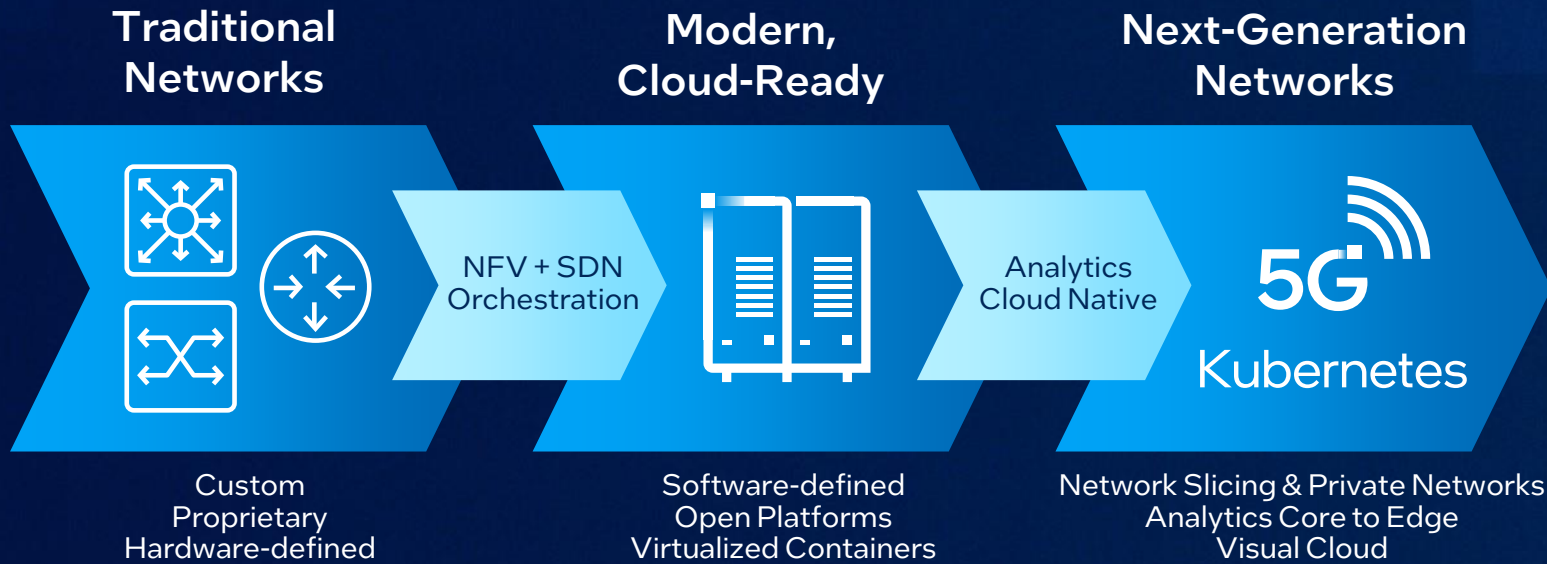 Traditional
Networks
Modern,
Cloud-Ready
Next-Generation
Networks
NFV + SDN
Orchestration
Analytics
Cloud Native
5G
Kubernetes
Custom
Proprietary
Hardware-defined
Software-defined
Open Platforms
Virtualized Containers
Network Slicing & Private Networks
Analytics Core to Edge
Visual Cloud